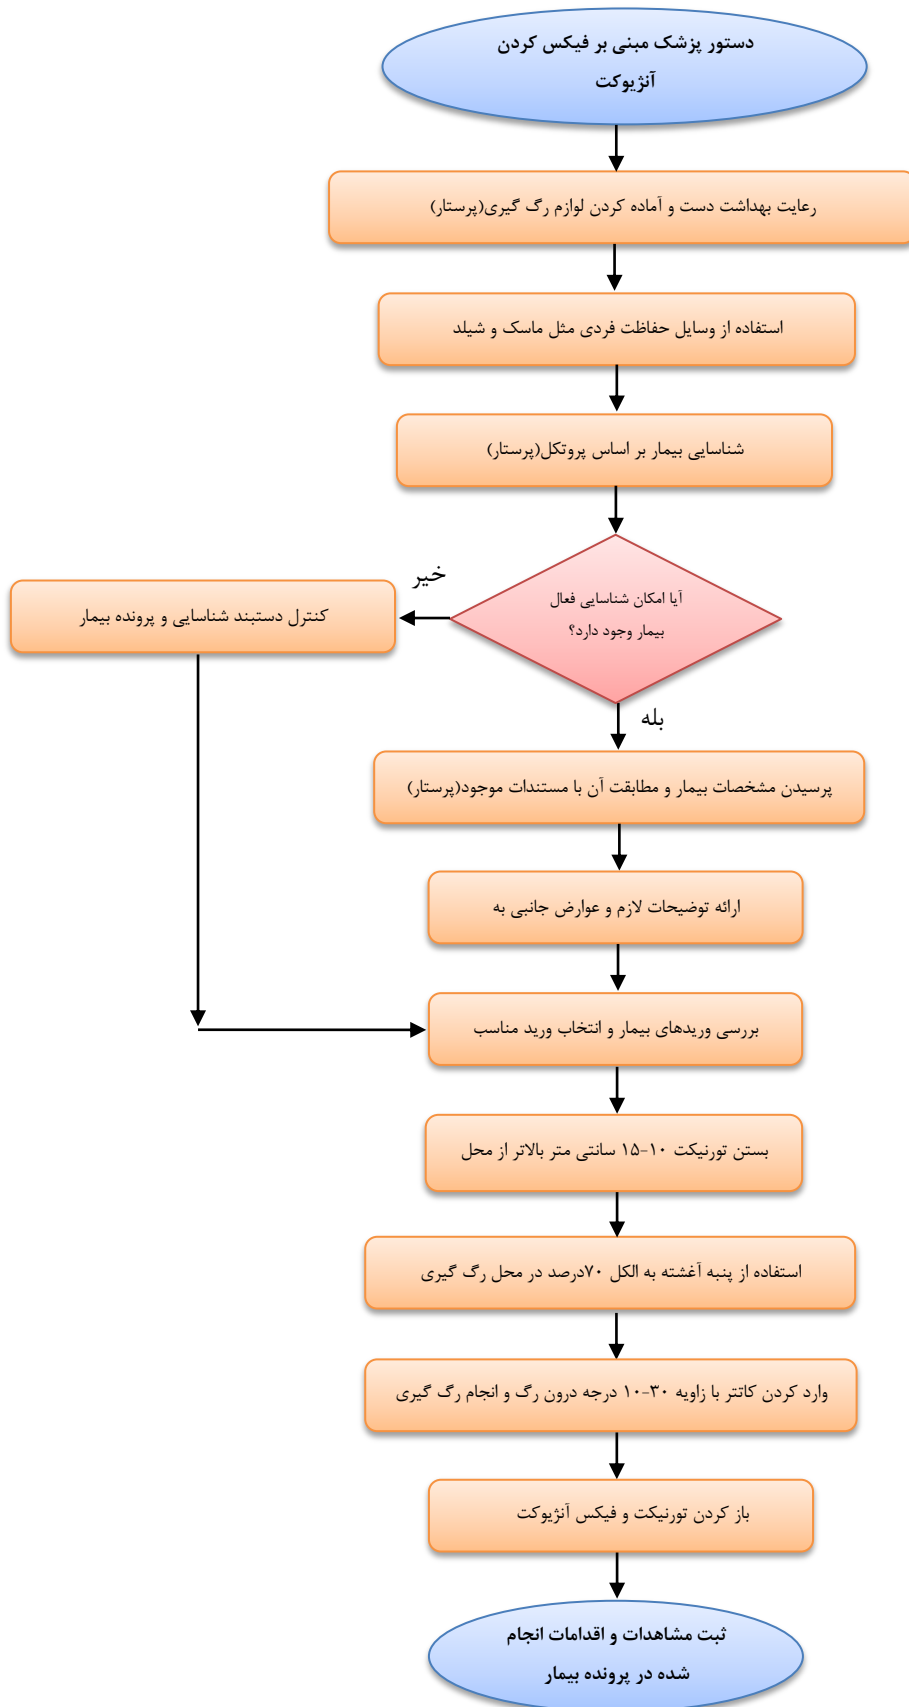 دستور پزشک مبنی بر فیکس کردن
آنژیوکت
رعایت بهداشت دست و آماده کردن لوازم رگ گیری(پرستار)
استفاده از وسایل حفاظت فردی مثل ماسک و شیلد
شناسایی بیمار بر اساس پروتکل(پرستار)
آیا امکان شناسایی فعال
بیمار وجود دارد؟
خیر
کنترل دستبند شناسایی و پرونده بیمار
بله
پرسیدن مشخصات بیمار و مطابقت آن با مستندات موجود(پرستار)
ارائه توضیحات لازم و عوارض جانبی به
بررسی وریدهای بیمار و انتخاب ورید مناسب
بستن تورنیکت ۱۰-۱۵ سانتی متر بالاتر از محل
استفاده از پنبه آغشته به الکل ۷۰درصد در محل رگ گیری
وارد کردن کاتتر با زاویه ۳۰-۱۰ درجه درون رگ و انجام رگ گیری
باز کردن تورنیکت و فیکس آنژیوکت
ثبت مشاهدات و اقدامات انجام
شده در پرونده بیمار